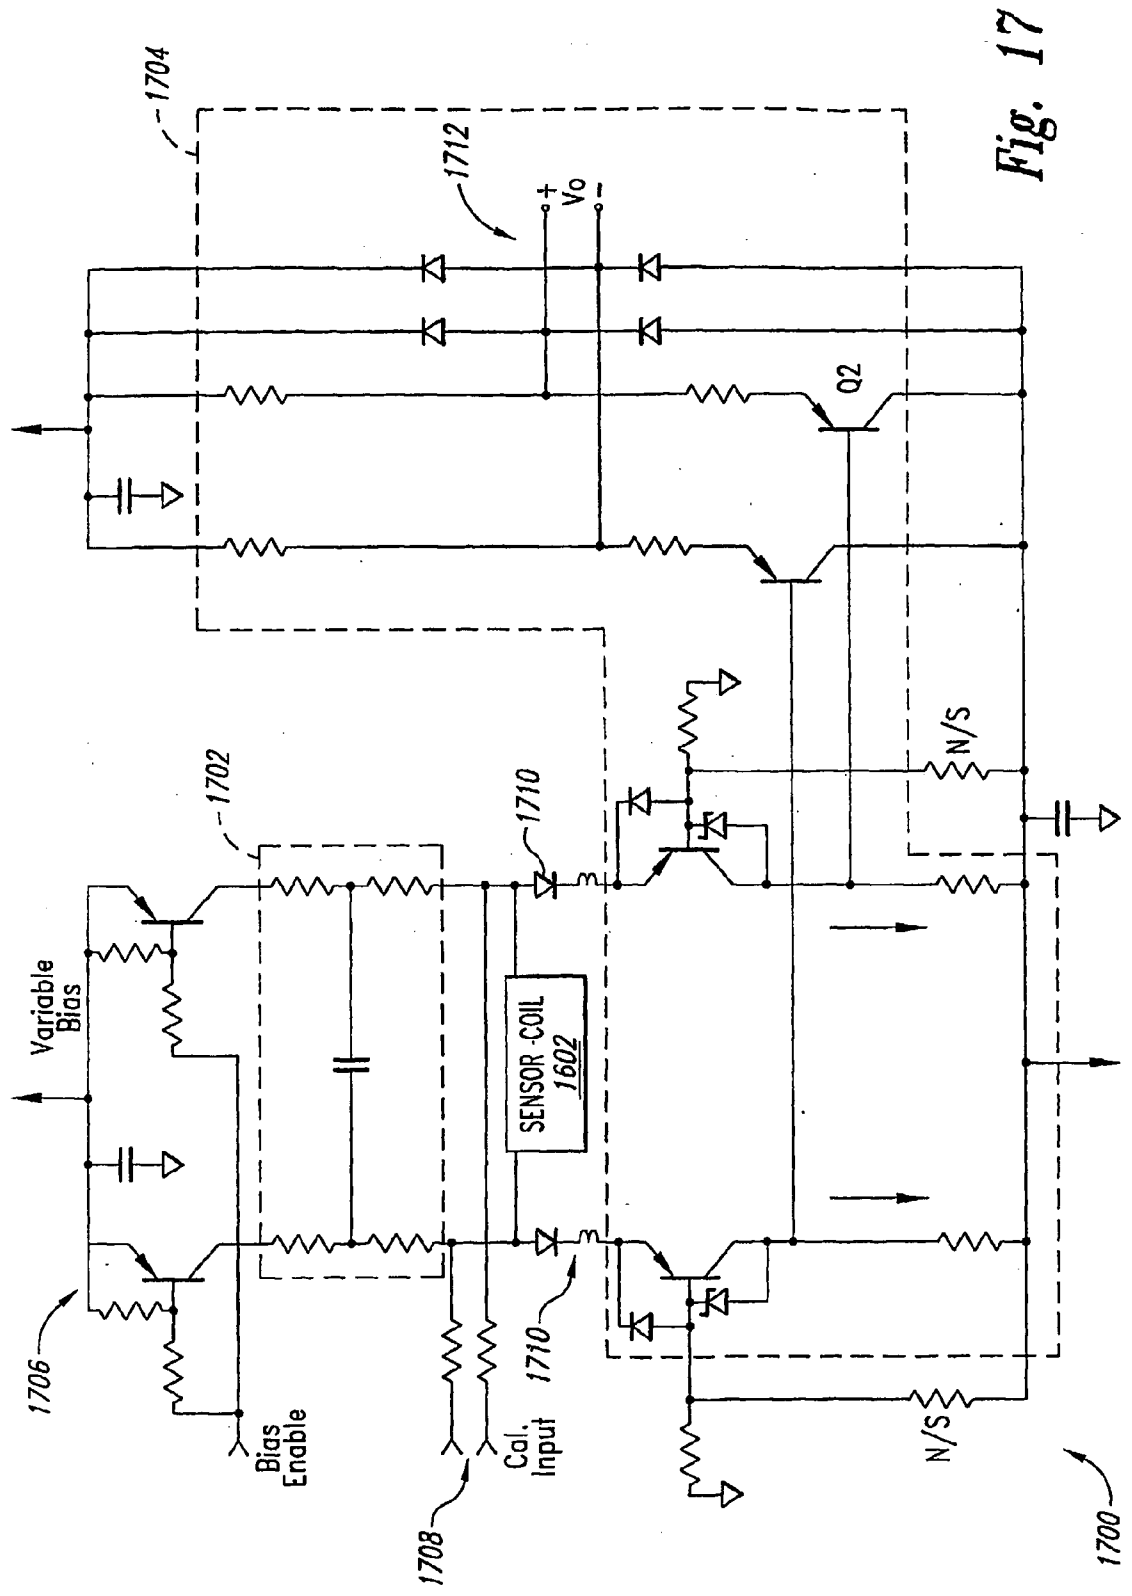 1704
1712
+
Vo
-
Q2
Fig. 17
1702
1710
N/S
Variable
Bias
SENSOR-COIL
1602
1706
Bias
Enable
1708
Cal.
Input
1710
N/S
1700